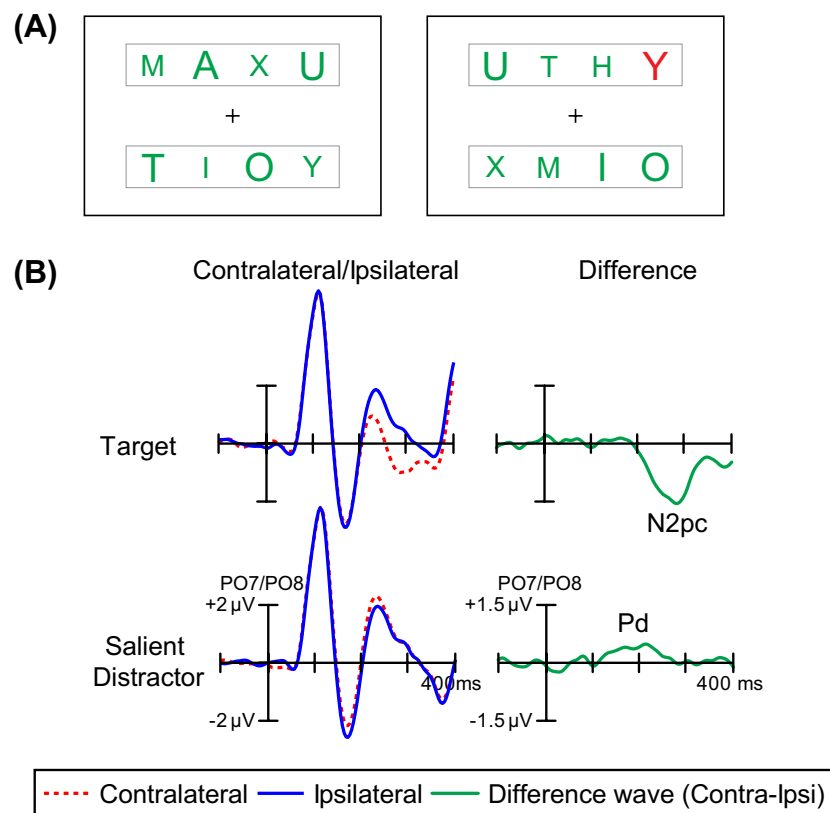 (A)
M A X U
+
T I O Y
U T H Y
+
X M I O
(B)
Contralateral/Ipsilateral
Difference
Target
N2pc
PO7/PO8
+2 µV
Salient
Distractor
-2 µV
400 ms
PO7/PO8
+1.5 µV
Pd
-1.5 µV
400 ms
Contralateral Ipsilateral Difference wave (Contra-Ipsi)